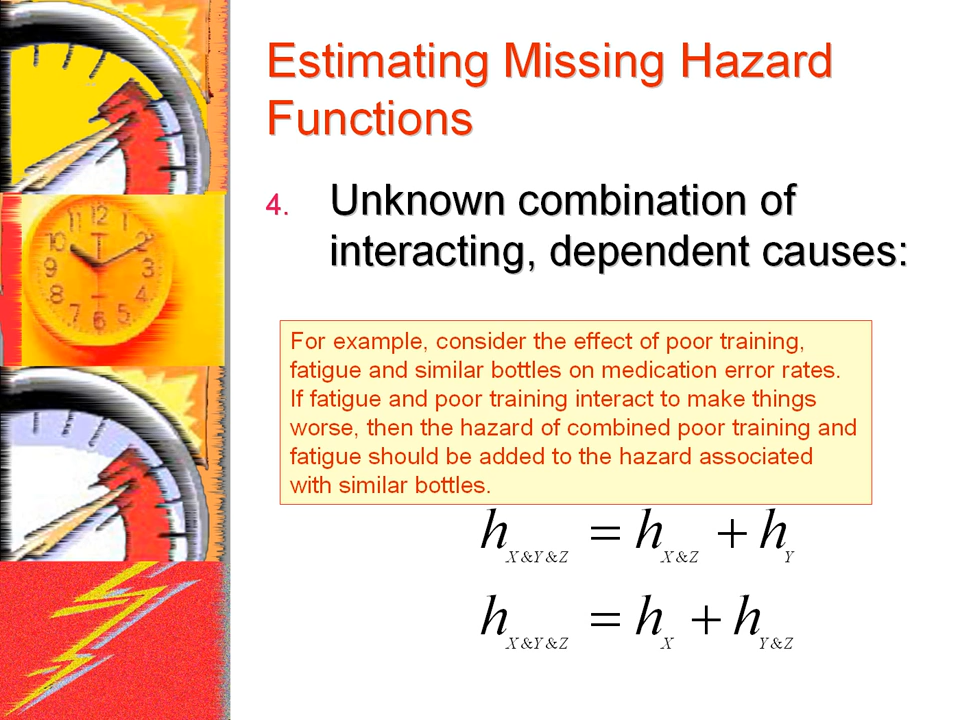 Estimating Missing Hazard
Functions
4. Unknown combination of
interacting, dependent causes:
For example, consider the effect of poor training,
fatigue and similar bottles on medication error rates.
If fatigue and poor training interact to make things
worse, then the hazard of combined poor training and
fatigue should be added to the hazard associated
with similar bottles.
h X&Y&Z = h X&Z + h Y
h X&Y&Z = h X + h Y&Z